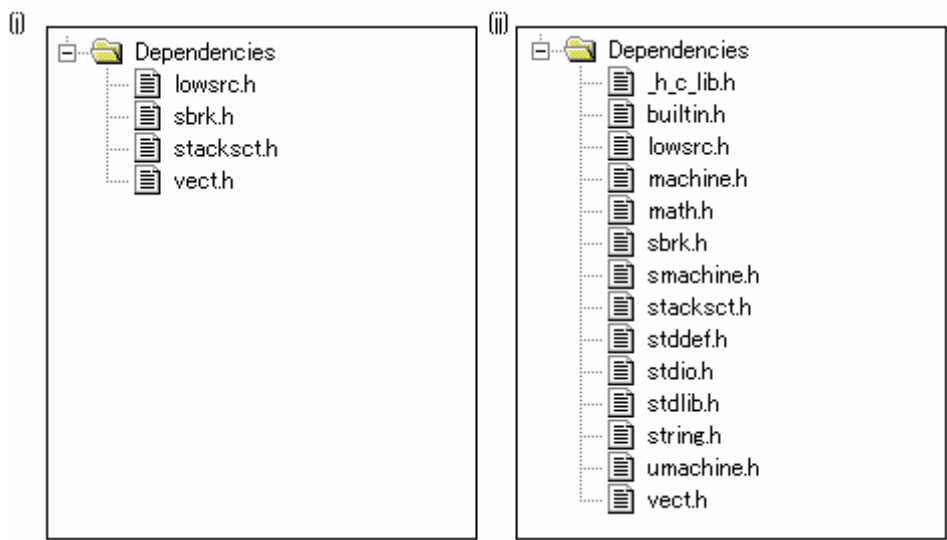 (i)
Dependencies
lowsrc.h
sbrk.h
stacksct.h
vect.h
(ii)
Dependencies
_h_c_lib.h
builtin.h
lowsrc.h
machine.h
math.h
sbrk.h
smachine.h
stacksct.h
stddef.h
stdio.h
stdlib.h
string.h
umachine.h
vect.h